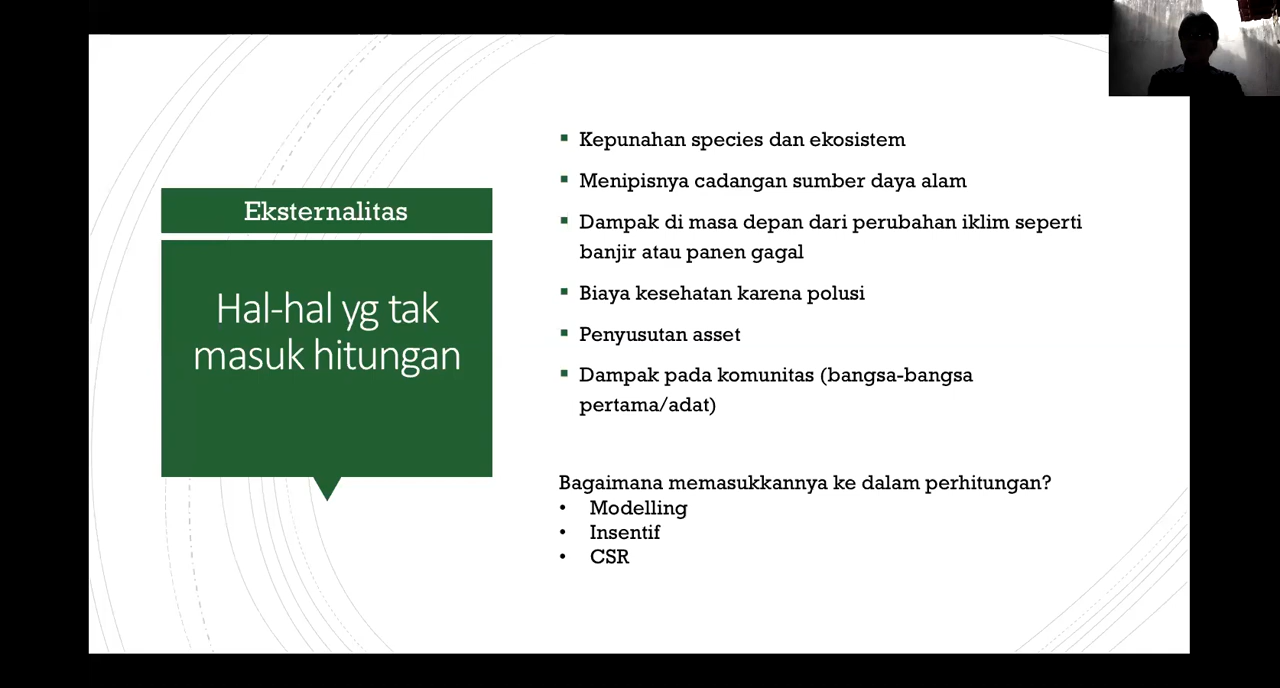 Eksternalitas
Hal-hal yg tak
masuk hitungan
▪ Kepunahan species dan ekosistem
▪ Menipisnya cadangan sumber daya alam
▪ Dampak di masa depan dari perubahan iklim seperti
banjir atau panen gagal
▪ Biaya kesehatan karena polusi
▪ Penyusutan asset
▪ Dampak pada komunitas (bangsa-bangsa
pertama/adat)
Bagaimana memasukkannya ke dalam perhitungan?
• Modelling
• Insentif
• CSR